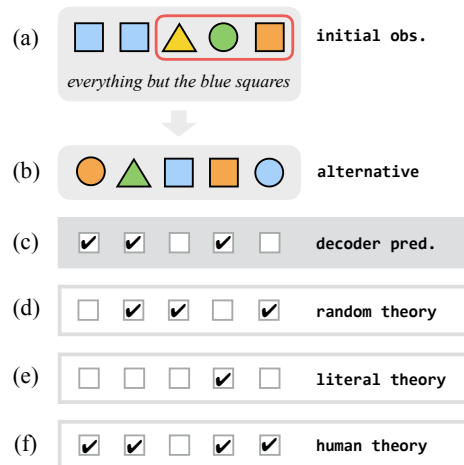 (a) initial obs.
everything but the blue squares
(b) alternative
(c) decoder pred.
(d) random theory
(e) literal theory
(f) human theory